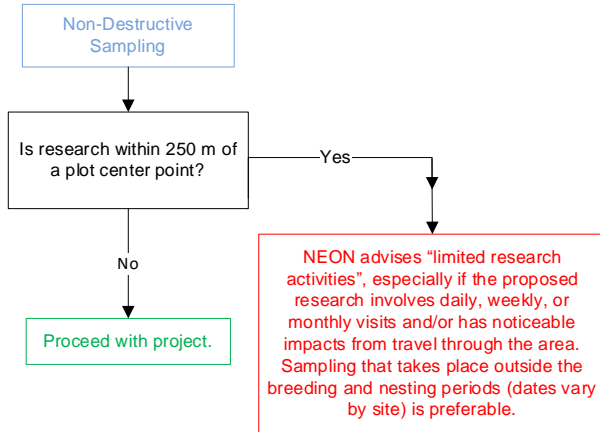 Non-Destructive
Sampling
Is research within 250 m of
a plot center point?
Yes
No
Proceed with project.
NEON advises “limited research
activities”, especially if the proposed
research involves daily, weekly, or
monthly visits and/or has noticeable
impacts from travel through the area.
Sampling that takes place outside the
breeding and nesting periods (dates vary
by site) is preferable.